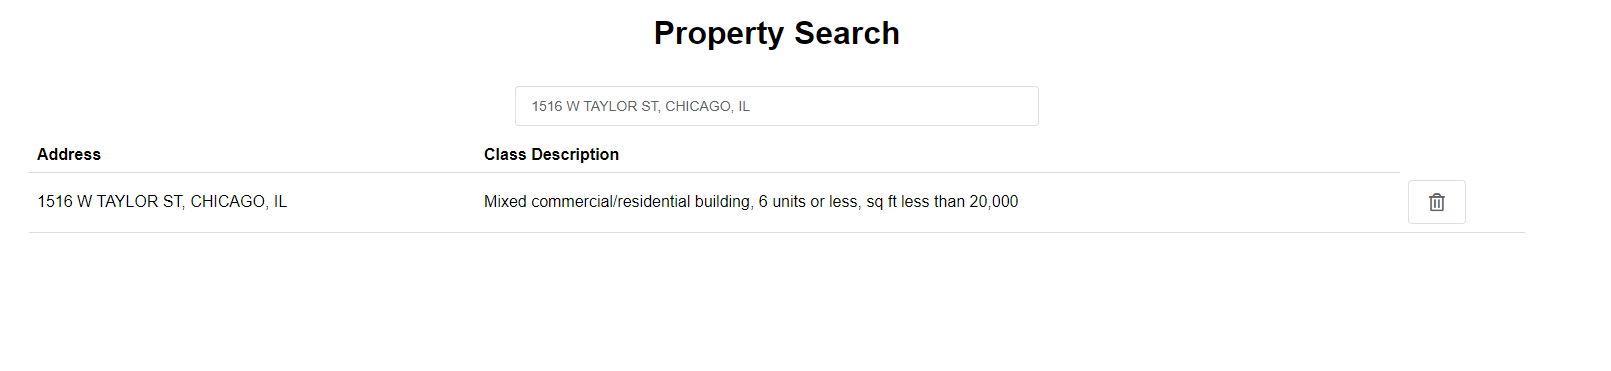 Property Search
1516 W TAYLOR ST, CHICAGO, IL
Address Class Description
1516 W TAYLOR ST, CHICAGO, IL Mixed commercial/residential building, 6 units or less, sq ft less than 20,000